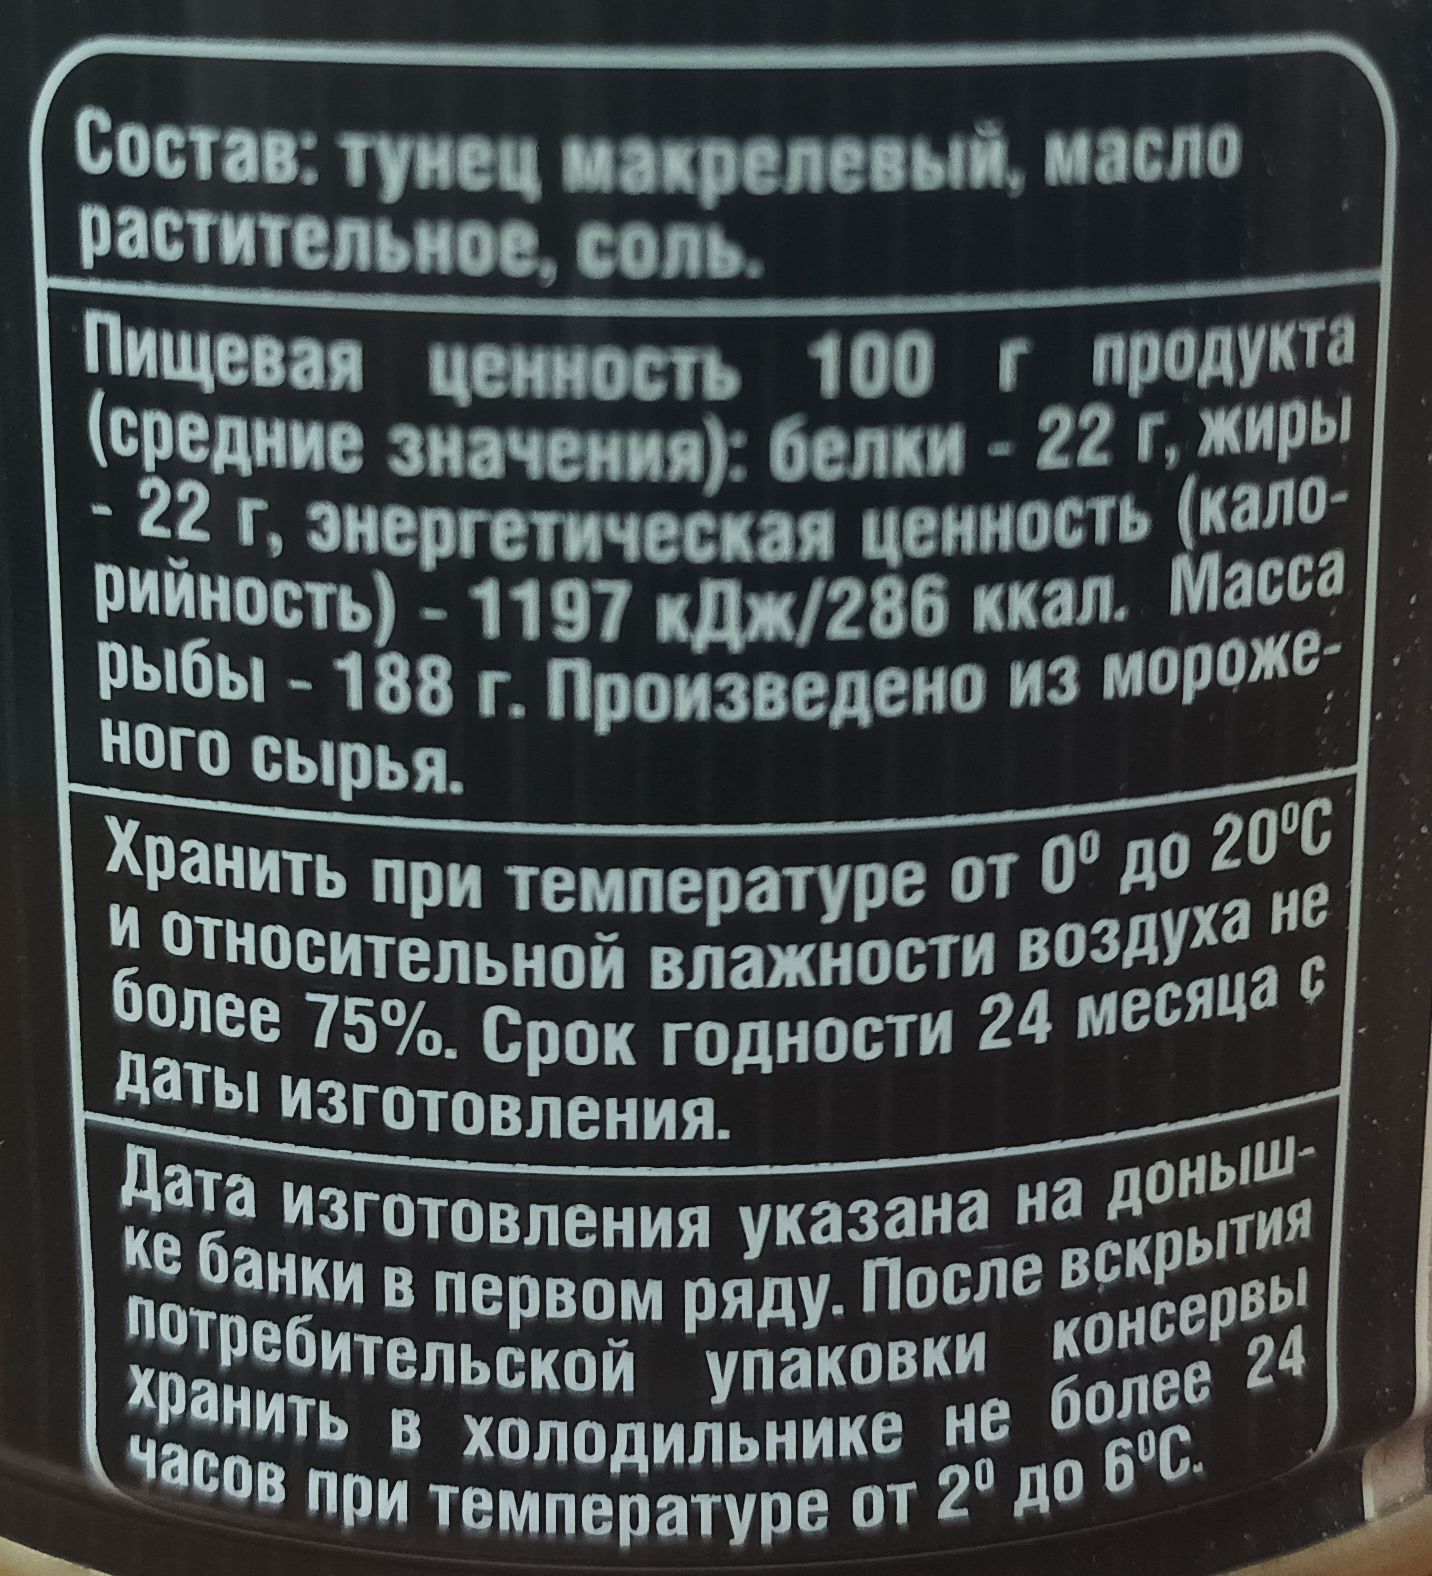 Состав: тунец макрелевый, масло
растительное, соль.
Пищевая ценность 100 г продукта
(средние значения): белки - 22 г, жиры
- 22 г, энергетическая ценность (кало-
рийность) - 1197 кДж/286 ккал. Масса
рыбы - 188 г. Произведено из мороже-
ного сырья.
Хранить при температуре от 0⁰ до 20⁰С
и относительной влажности воздуха не
более 75%. Срок годности 24 месяца с
даты изготовления.
Дата изготовления указана на доныш-
ке банки в первом ряду. После вскрытия
потребительской упаковки консервы
хранить в холодильнике не более 24
часов при температуре от 2⁰ до 6⁰С.